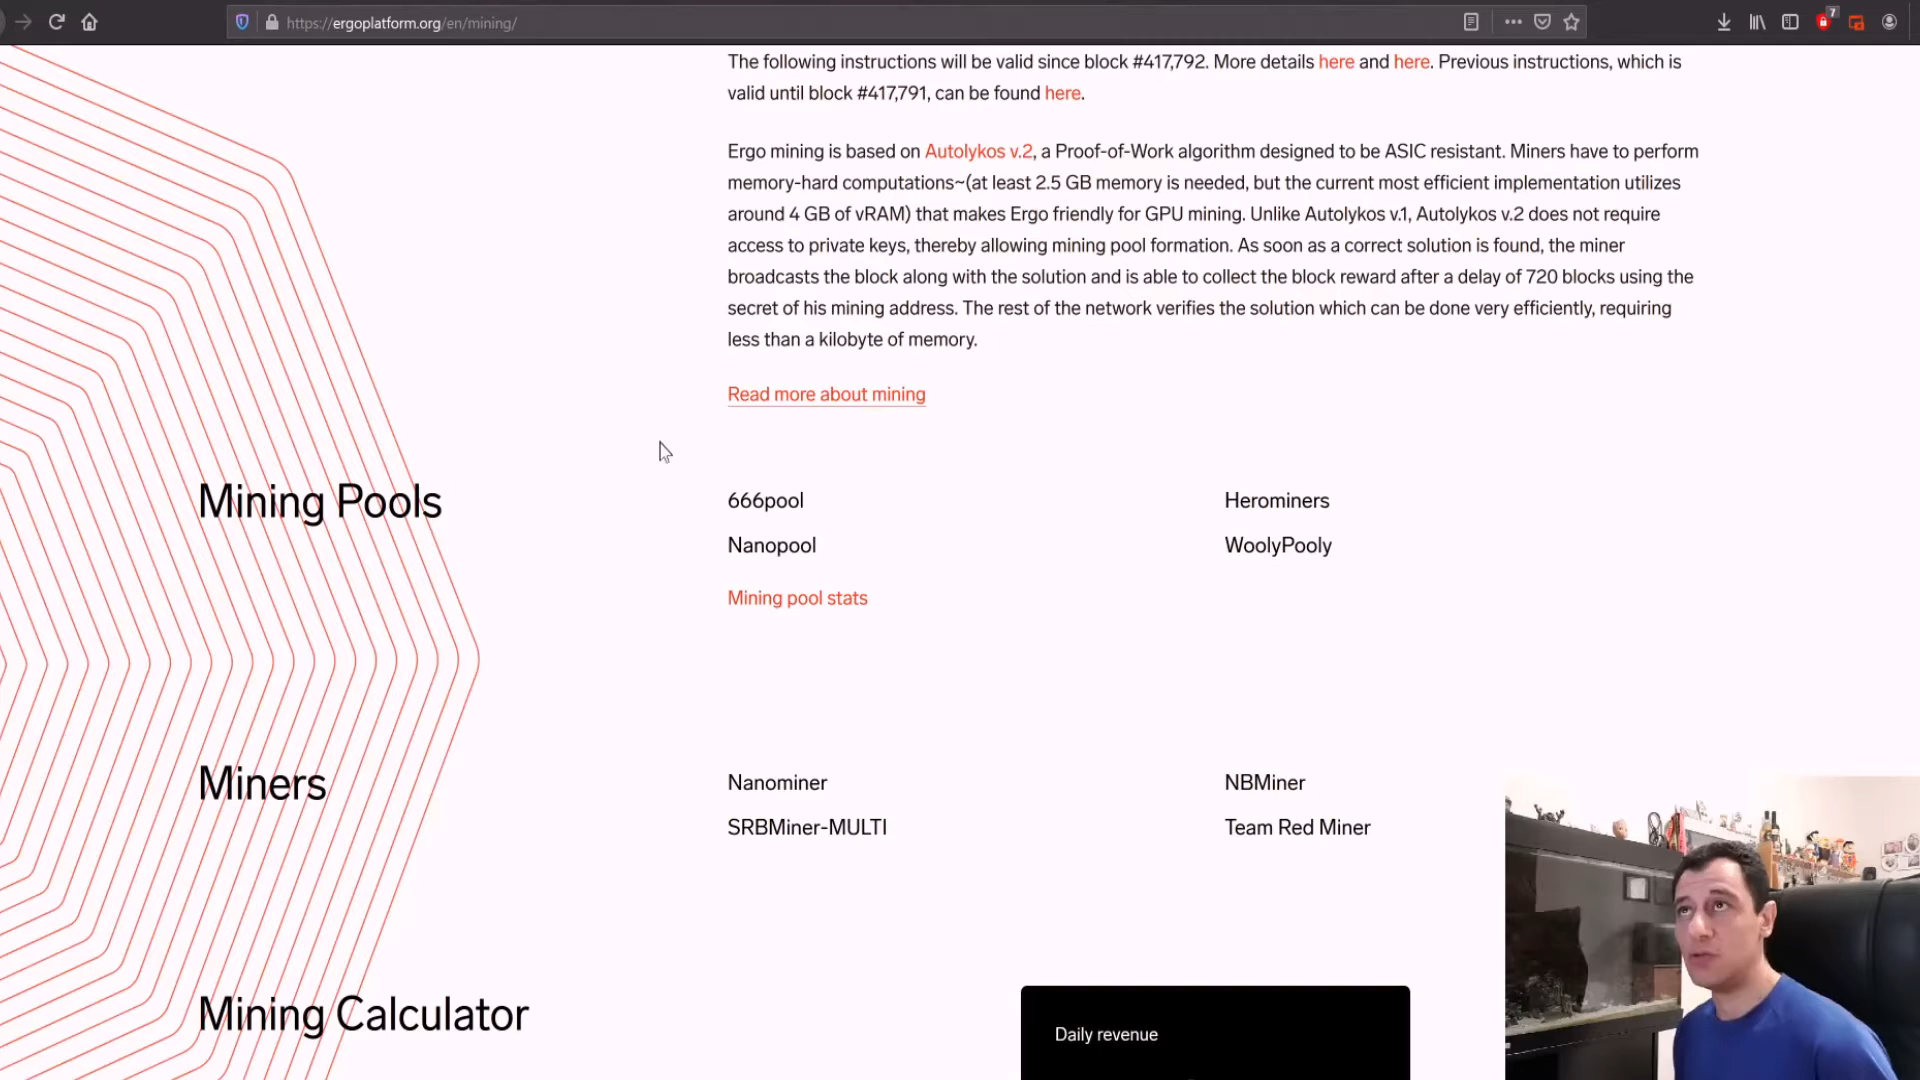 https://ergoplatform.org/en/mining/
7
The following instructions will be valid since block #417,792. More details here and here. Previous instructions, which is
valid until block #417,791, can be found here.
Ergo mining is based on Autolykos v.2, a Proof-of-Work algorithm designed to be ASIC resistant. Miners have to perform
memory-hard computations~(at least 2.5 GB memory is needed, but the current most efficient implementation utilizes
around 4 GB of vRAM) that makes Ergo friendly for GPU mining. Unlike Autolykos v.1, Autolykos v.2 does not require
access to private keys, thereby allowing mining pool formation. As soon as a correct solution is found, the miner
broadcasts the block along with the solution and is able to collect the block reward after a delay of 720 blocks using the
secret of his mining address. The rest of the network verifies the solution which can be done very efficiently, requiring
less than a kilobyte of memory.
Read more about mining
Mining Pools
666pool
Herominers
Nanopool
WoolyPooly
Mining pool stats
Miners
Nanominer
NBMiner
SRBMiner-MULTI
Team Red Miner
Mining Calculator
Daily revenue